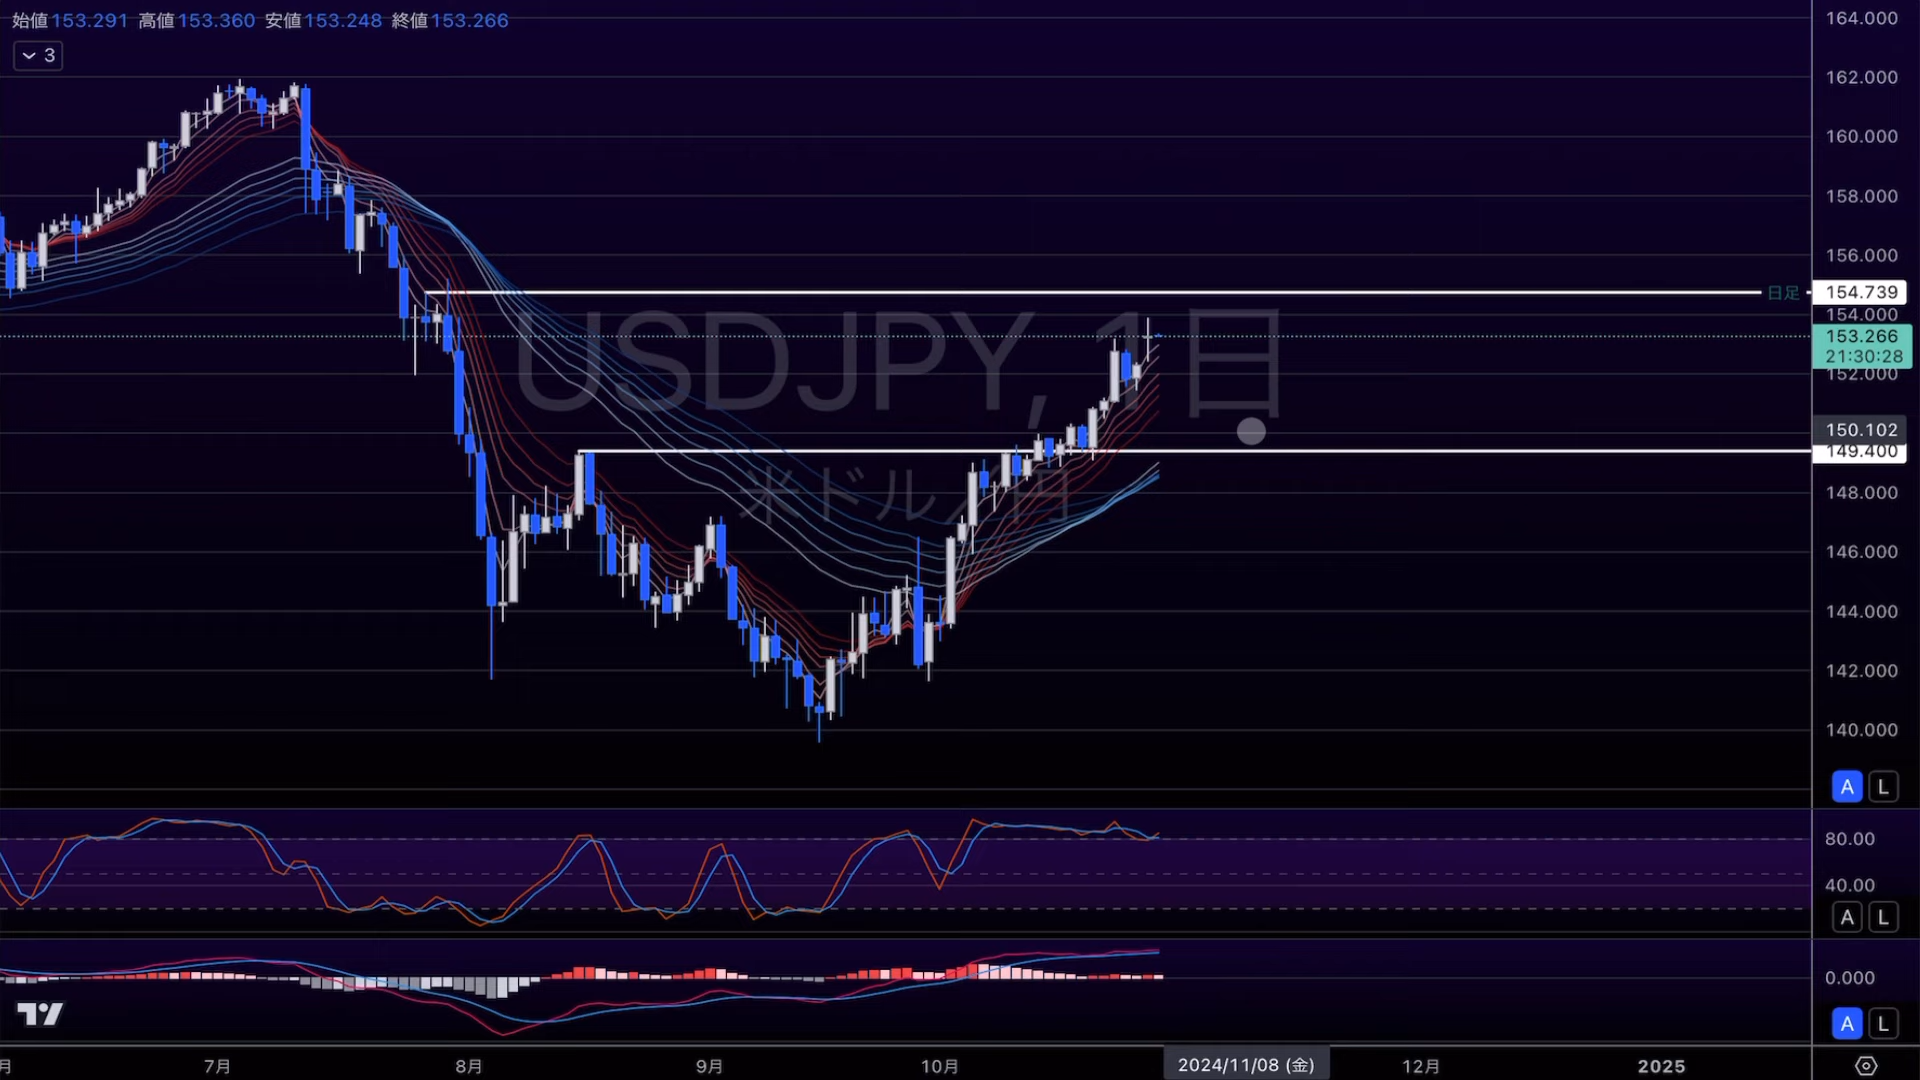 始値153.291 高値153.360 安値153.248 終値153.266
3
USDJPY, 1日
米ドル/円
164.000
162.000
160.000
158.000
156.000
日足 154.739
154.000
153.266
21:30:28
152.000
150.102
149.400
148.000
146.000
144.000
142.000
140.000
A L
80.00
40.00
A L
0.000
A L
月 7月 8月 9月 10月 2024/11/08 (金) 12月 2025